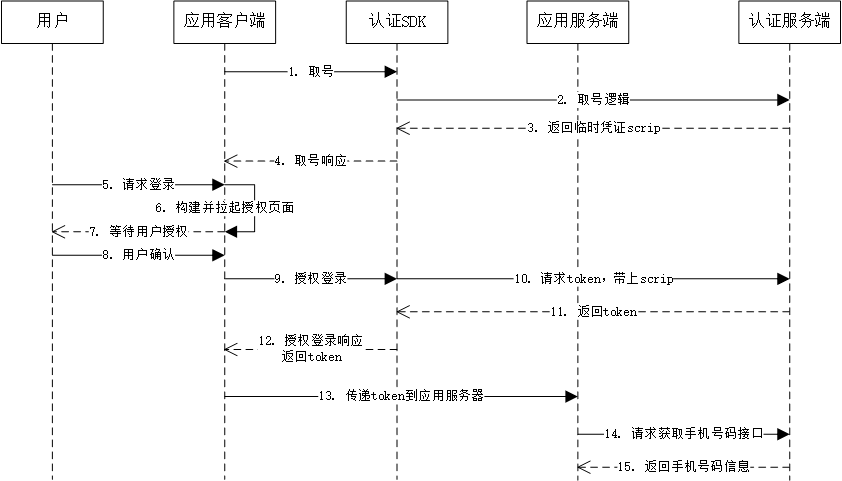 用户
应用客户端
认证SDK
应用服务端
认证服务端
1. 取号
2. 取号逻辑
3. 返回临时凭证scrip
4. 取号响应
5. 请求登录
6. 构建并拉起授权页面
7. 等待用户授权
8. 用户确认
9. 授权登录
10. 请求token，带上scrip
11. 返回token
12. 授权登录响应
返回token
13. 传递token到应用服务器
14. 请求获取手机号码接口
15. 返回手机号码信息